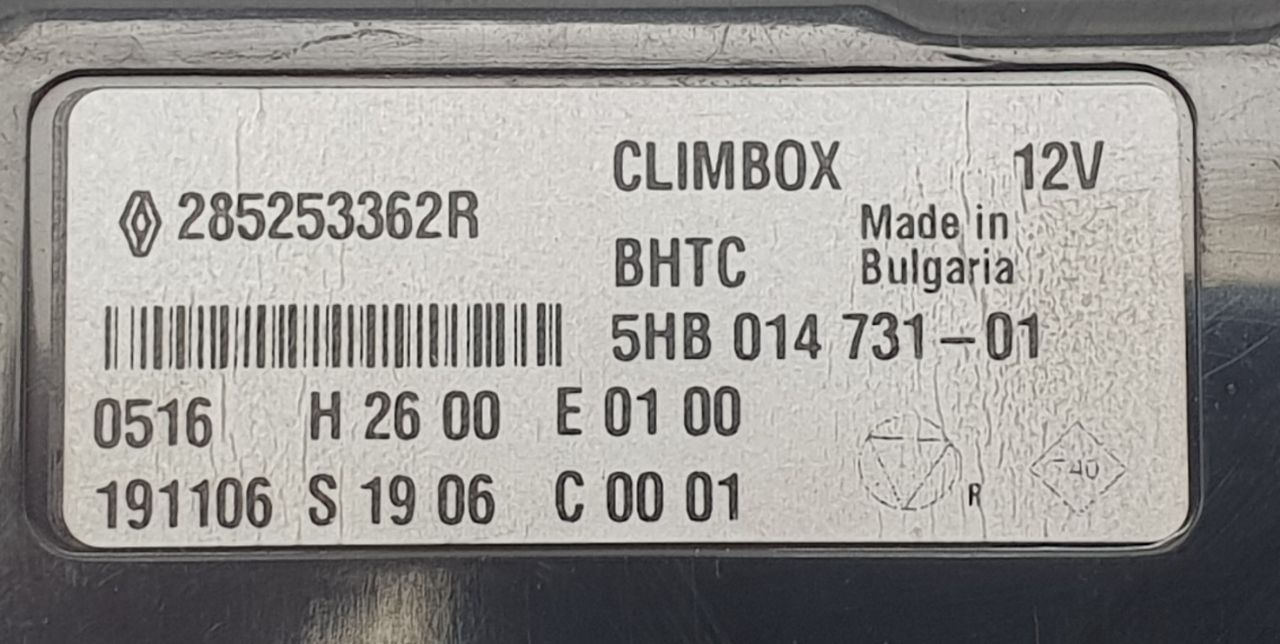 285253362R
CLIMBOX 12V
BHTC
Made in
Bulgaria
5HB 014 731-01
0516 H 26 00 E 01 00
191106 S 19 06 C 00 01
R